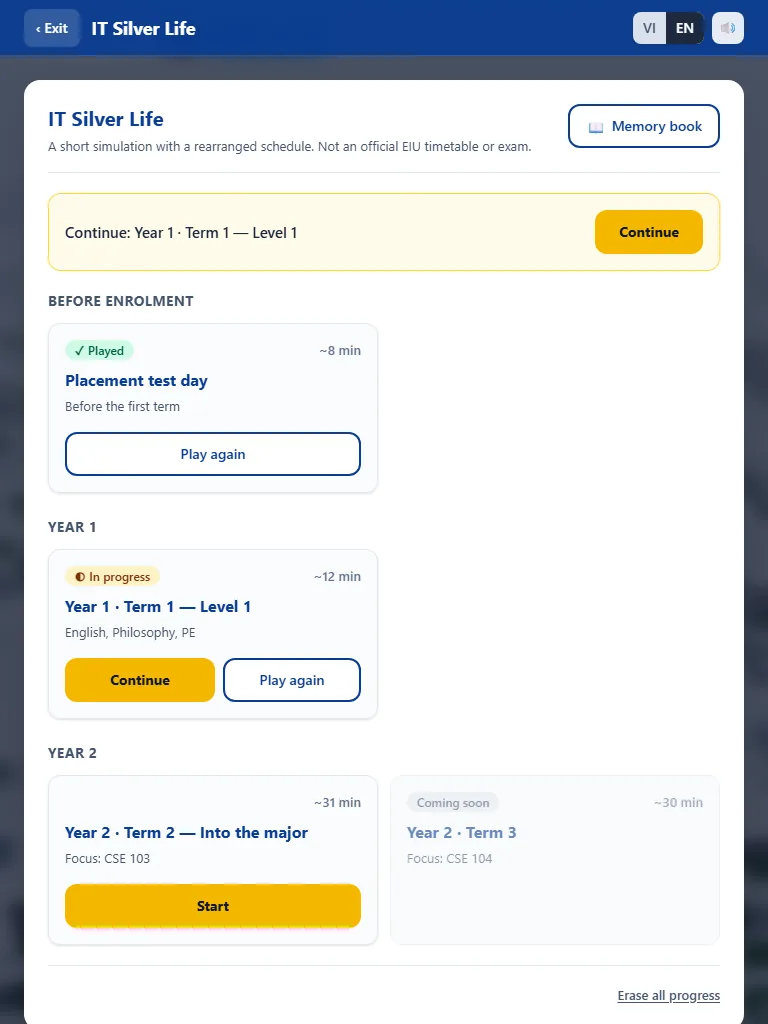 ‹ Exit
IT Silver Life
VI
EN
IT Silver Life
A short simulation with a rearranged schedule. Not an official EIU timetable or exam.
Memory book
Continue: Year 1 · Term 1 — Level 1
Continue
BEFORE ENROLMENT
✓ Played
~8 min
Placement test day
Before the first term
Play again
YEAR 1
◐ In progress
~12 min
Year 1 · Term 1 — Level 1
English, Philosophy, PE
Continue
Play again
YEAR 2
~31 min
Year 2 · Term 2 — Into the major
Focus: CSE 103
Start
Coming soon
~30 min
Year 2 · Term 3
Focus: CSE 104
Erase all progress